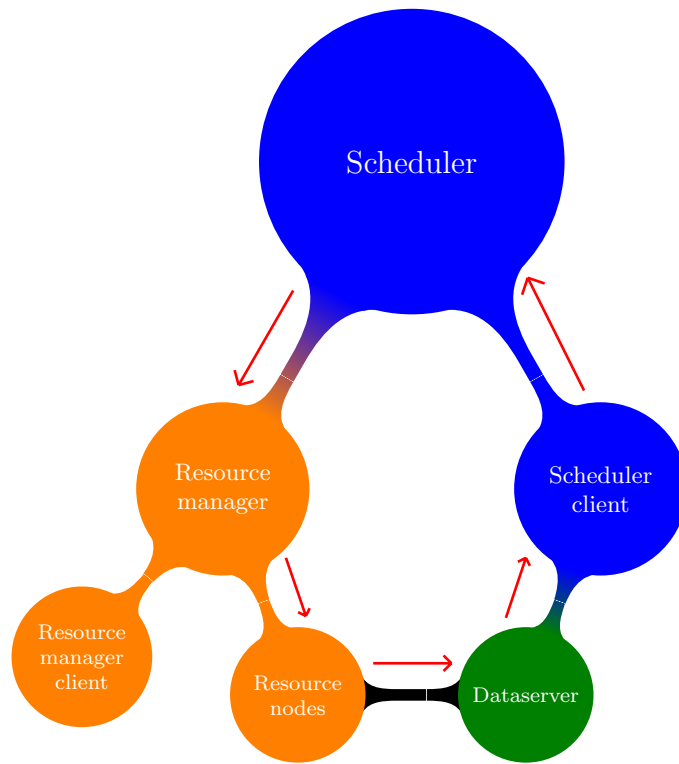 Scheduler
Resource
manager
Scheduler
client
Resource
manager
client
Resource
nodes
Dataserver